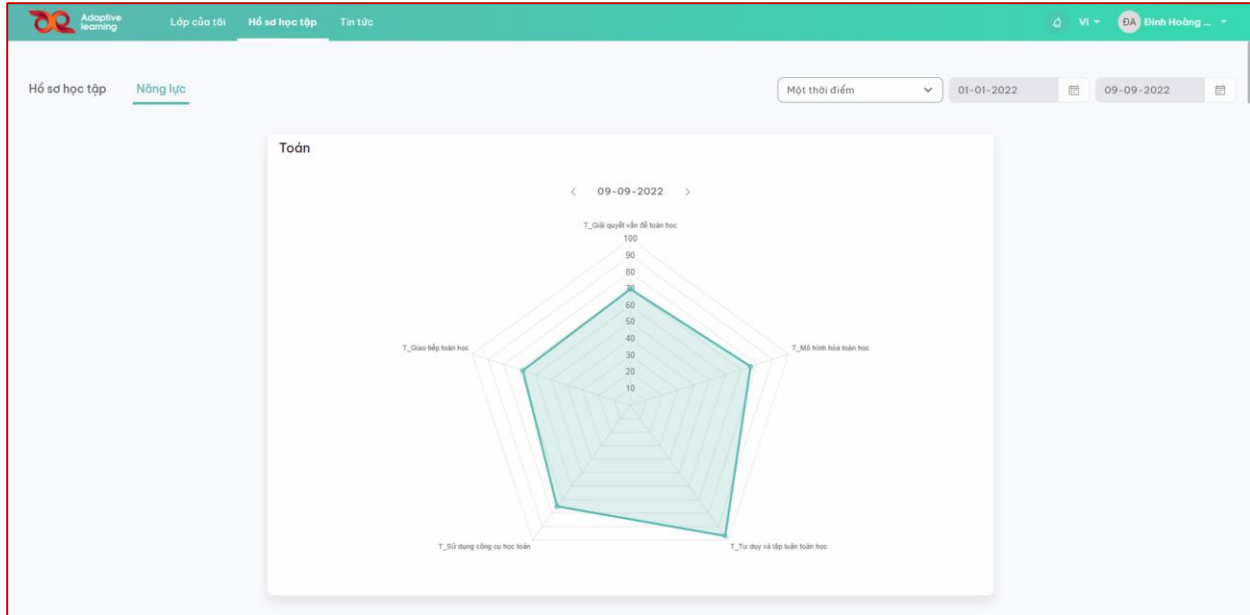 Adaptive
learning
Lớp của tôi
Hồ sơ học tập
Tin tức
VI
ĐA
Đinh Hoàng ...
Hồ sơ học tập
Năng lực
Một thời điểm
01-01-2022
09-09-2022
Toán
09-09-2022
T_Giải quyết vấn đề toán học
100
90
80
70
60
50
40
30
20
10
T_Giao tiếp toán học
T_Mô hình hóa toán học
T_Sử dụng công cụ học toán
T_Tư duy và lập luận toán học